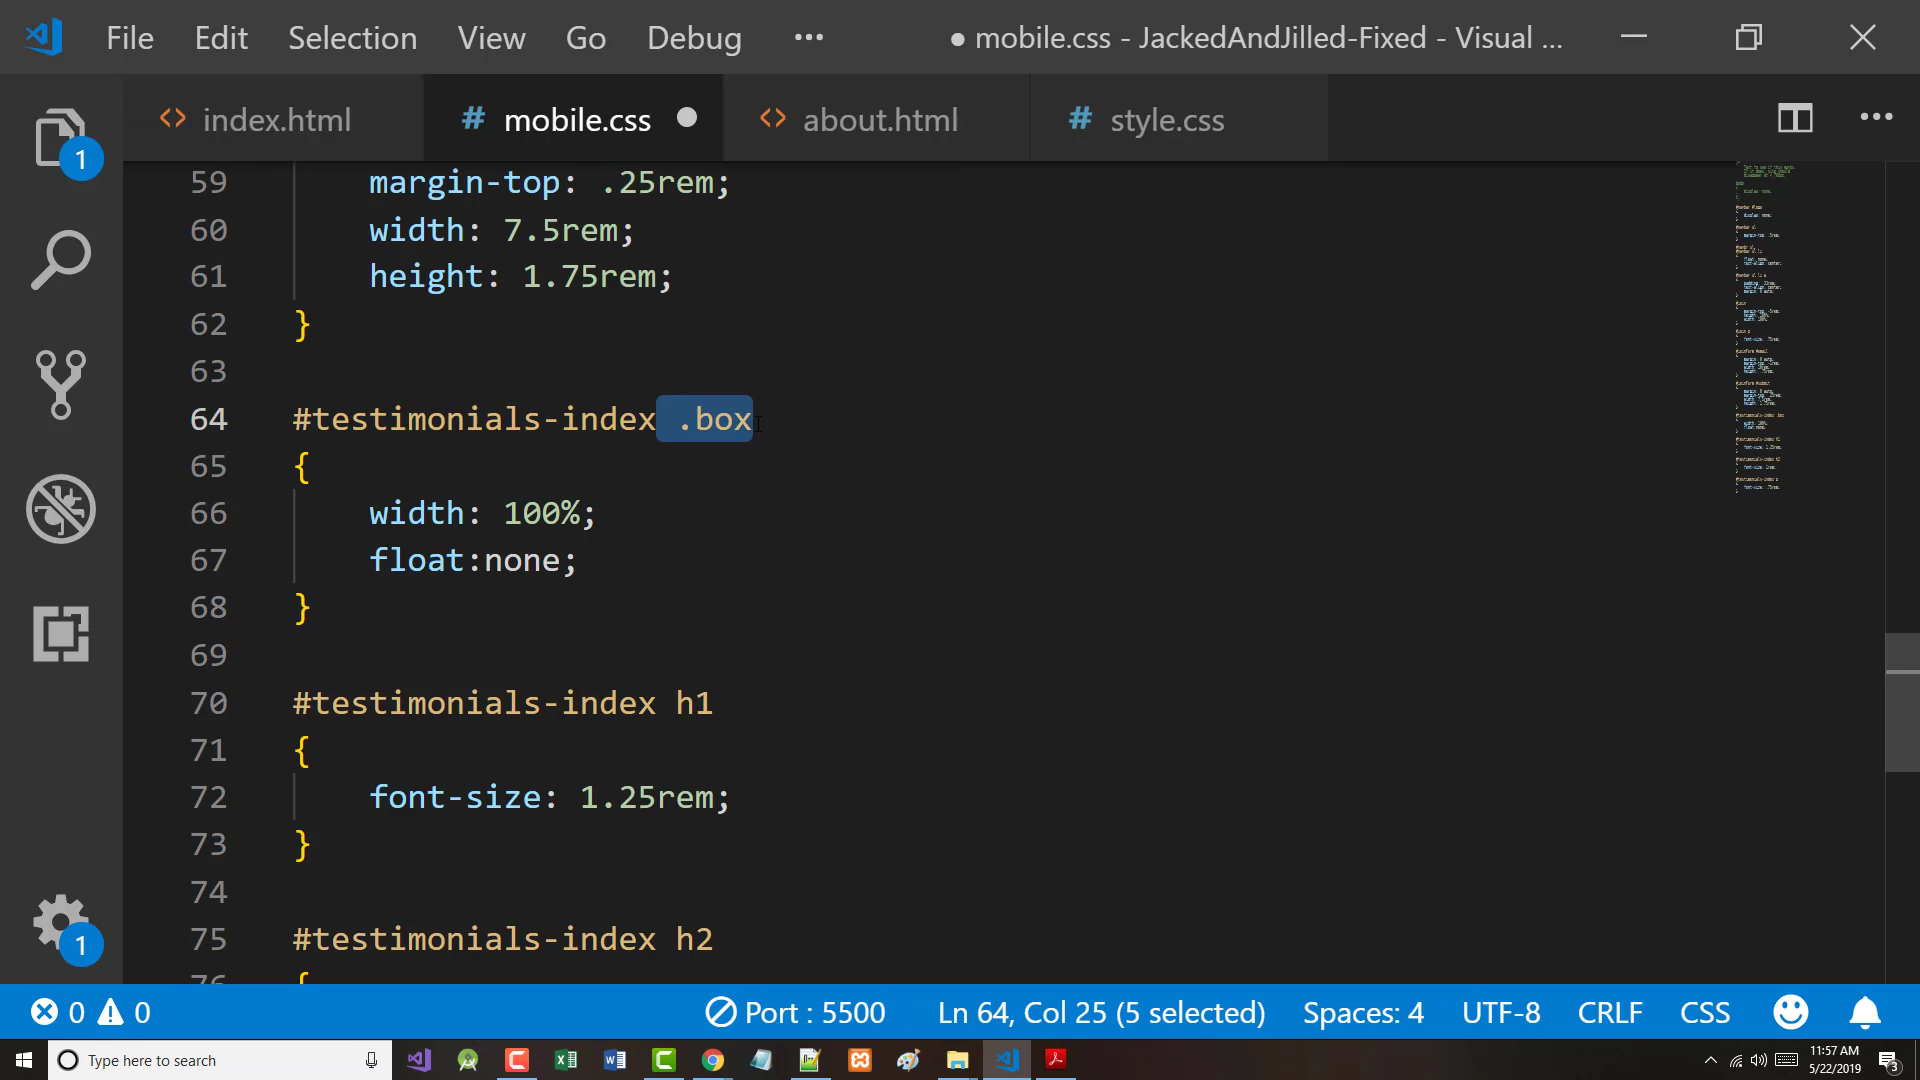 File Edit Selection View Go Debug ••• ● mobile.css - JackedAndJilled-Fixed - Visual ...
<> index.html # mobile.css ● <> about.html # style.css •••
1
59 margin-top: .25rem;
60 width: 7.5rem;
61 height: 1.75rem;
62 }
63
64 #testimonials-index .box
65 {
66 width: 100%;
67 float:none;
68 }
69
70 #testimonials-index h1
71 {
72 font-size: 1.25rem;
73 }
74
75 #testimonials-index h2
76 {
1
0 0 Port : 5500 Ln 64, Col 25 (5 selected) Spaces: 4 UTF-8 CRLF CSS
Type here to search
11:57 AM
5/22/2019
3